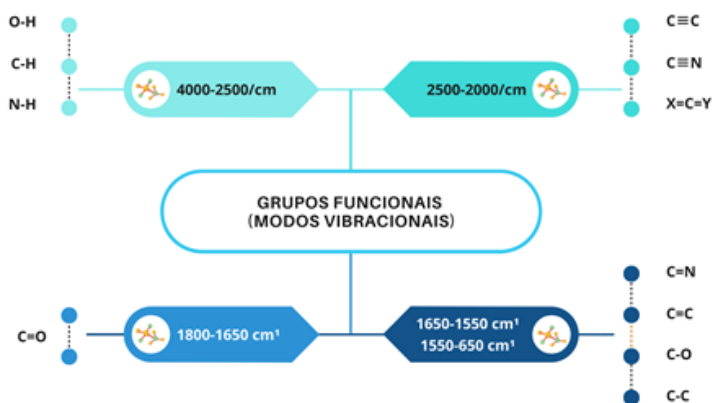 O-H
C-H
N-H
4000-2500/cm
2500-2000/cm
C≡C
C≡N
X=C=Y
GRUPOS FUNCIONAIS
(MODOS VIBRACIONAIS)
C=O
1800-1650 cm¹
1650-1550 cm¹
1550-650 cm¹
C=N
C=C
C-O
C-C